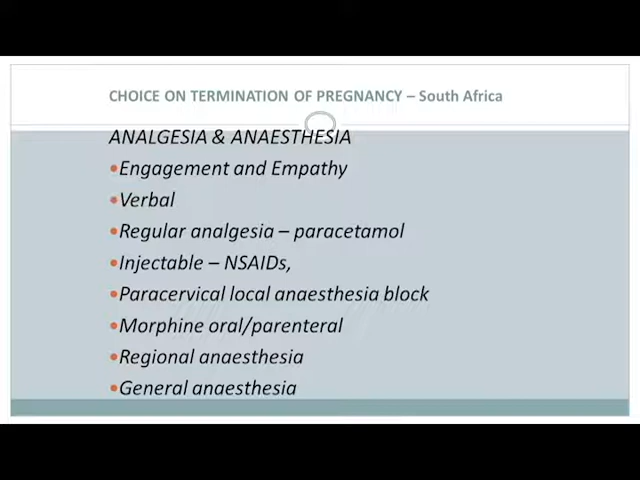 CHOICE ON TERMINATION OF PREGNANCY – South Africa
ANALGESIA & ANAESTHESIA
•Engagement and Empathy
•Verbal
•Regular analgesia – paracetamol
•Injectable – NSAIDs,
•Paracervical local anaesthesia block
•Morphine oral/parenteral
•Regional anaesthesia
•General anaesthesia